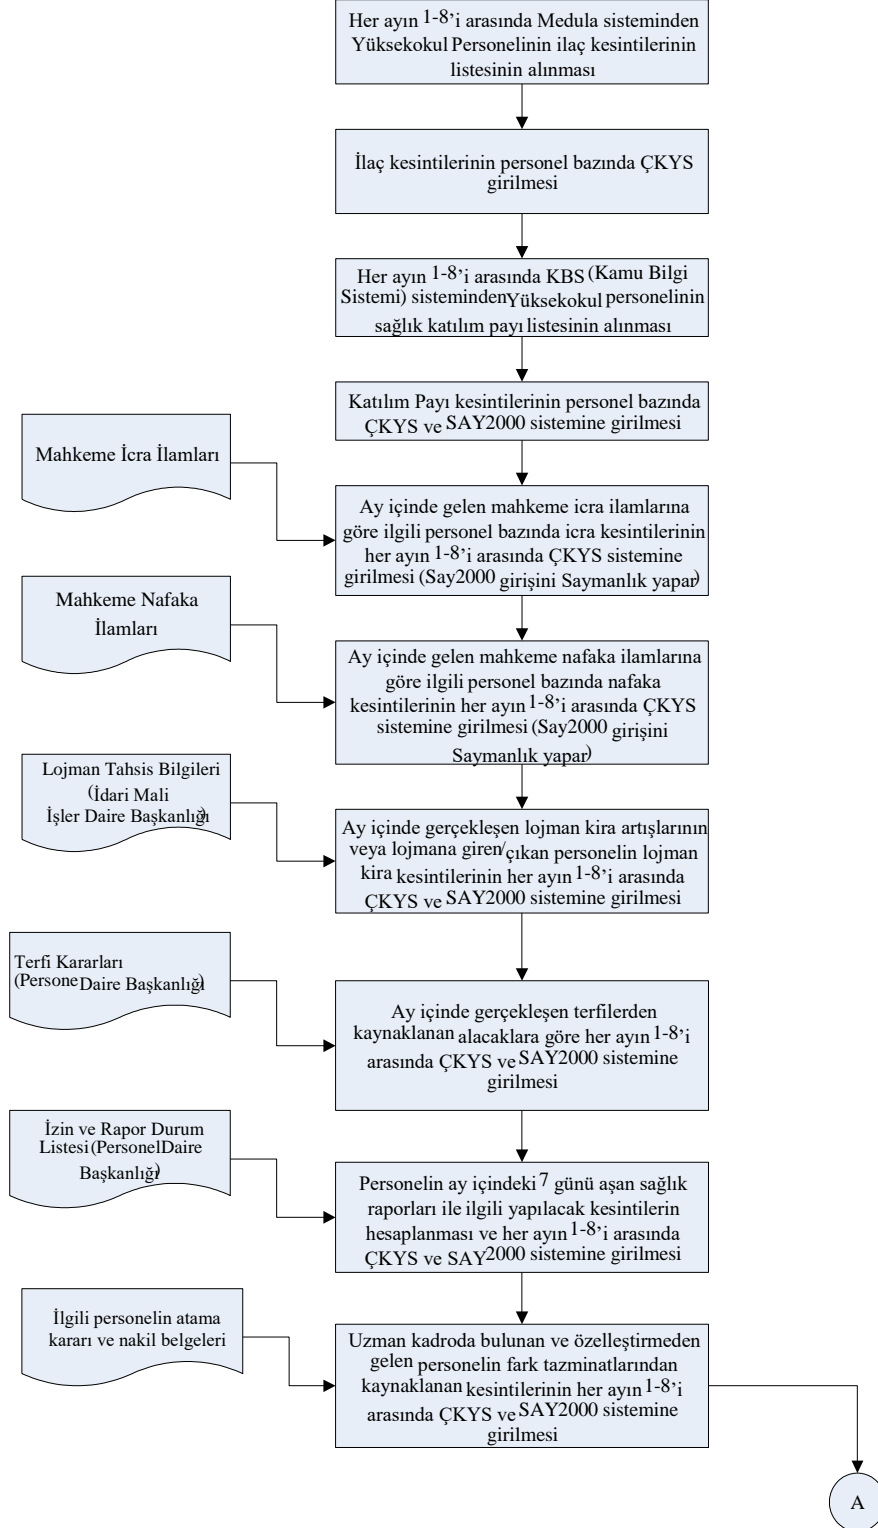 Her ayın 1-8'i arasında Medula sisteminden
Yüksekokul Personelinin ilaç kesintilerinin
listesinin alınması
İlaç kesintilerinin personel bazında ÇKYS
girilmesi
Her ayın 1-8'i arasında KBS (Kamu Bilgi
Sistemi) sisteminden Yüksekokul personelinin
sağlık katılım payı listesinin alınması
Katılım Payı kesintilerinin personel bazında
ÇKYS ve SAY2000 sistemine girilmesi
Mahkeme İcra İlamları
Ay içinde gelen mahkeme icra ilamlarına
göre ilgili personel bazında icra kesintilerinin
her ayın 1-8'i arasında ÇKYS sistemine
girilmesi (Say2000 girişini Saymanlık yapar)
Mahkeme Nafaka
İlamları
Ay içinde gelen mahkeme nafaka ilamlarına
göre ilgili personel bazında nafaka
kesintilerinin her ayın 1-8'i arasında ÇKYS
sistemine girilmesi (Say2000 girişini
Saymanlık yapar)
Lojman Tahsis Bilgileri
(İdari Mali
İşler Daire Başkanlığı)
Ay içinde gerçekleşen lojman kira artışlarının
veya lojmana giren/çıkan personelin lojman
kira kesintilerinin her ayın 1-8'i arasında
ÇKYS ve SAY2000 sistemine girilmesi
Terfi Kararları
(Persone Daire Başkanlığı)
Ay içinde gerçekleşen terfilerden
kaynaklanan alacaklara göre her ayın 1-8'i
arasında ÇKYS ve SAY2000 sistemine
girilmesi
İzin ve Rapor Durum
Listesi (Personel Daire
Başkanlığı)
Personelin ay içindeki 7 günü aşan sağlık
raporları ile ilgili yapılacak kesintilerin
hesaplanması ve her ayın 1-8'i arasında
ÇKYS ve SAY2000 sistemine girilmesi
İlgili personelin atama
kararı ve nakil belgeleri
Uzman kadroda bulunan ve özelleştirmeden
gelen personelin fark tazminatlarından
kaynaklanan kesintilerinin her ayın 1-8'i
arasında ÇKYS ve SAY2000 sistemine
girilmesi
A